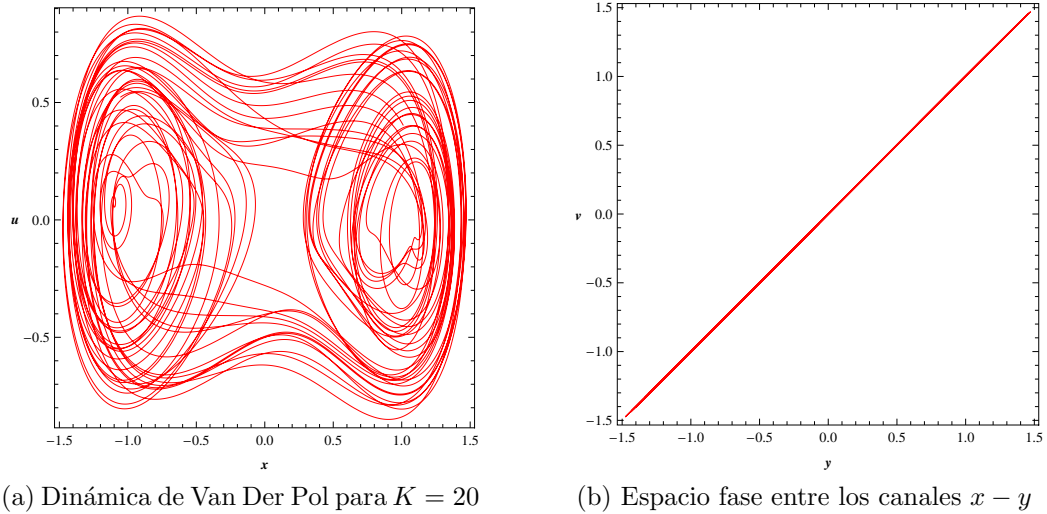 0.5
0.0
−0.5
u
−1.5 −1.0 −0.5 0.0 0.5 1.0 1.5
x
1.5
1.0
0.5
0.0
−0.5
−1.0
−1.5
v
−1.5 −1.0 −0.5 0.0 0.5 1.0 1.5
y
(a) Dinámica de Van Der Pol para K = 20
(b) Espacio fase entre los canales x − y